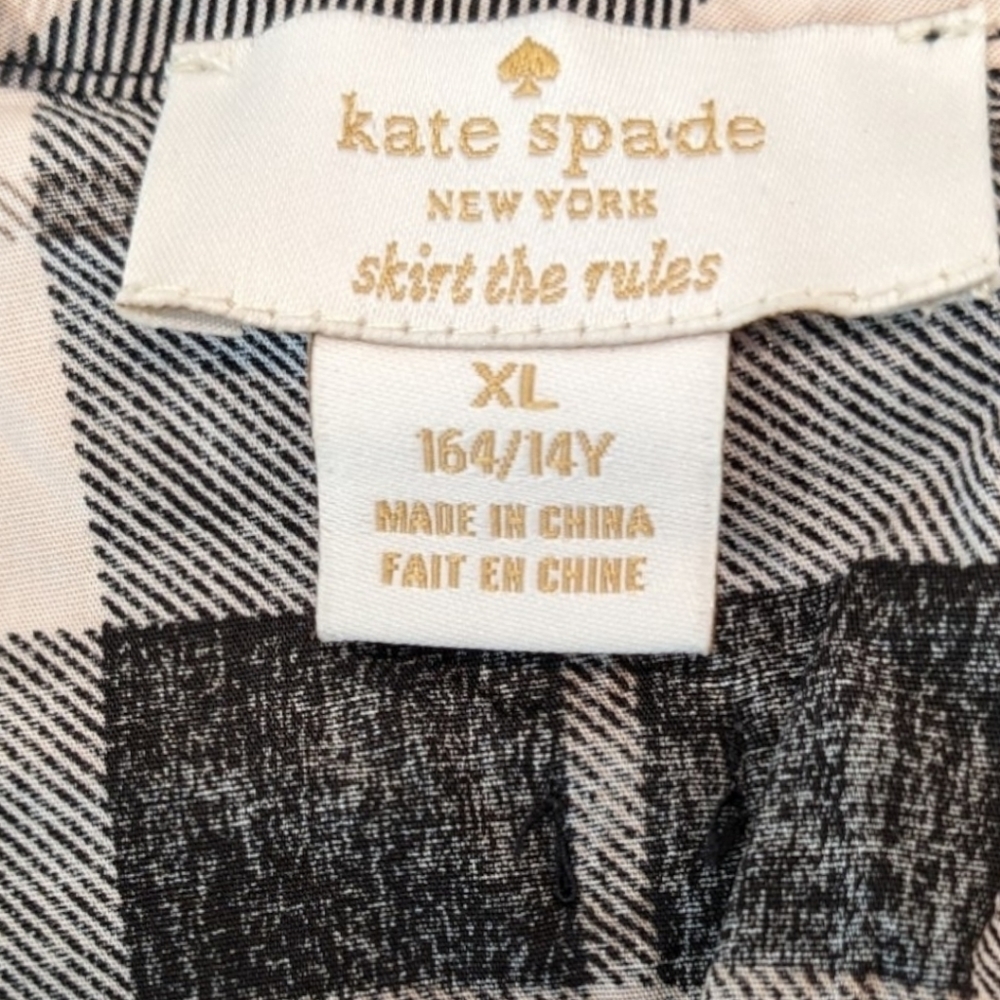 kate spade
NEW YORK
skirt the rules
XL
164/14Y
MADE IN CHINA
FAIT EN CHINE